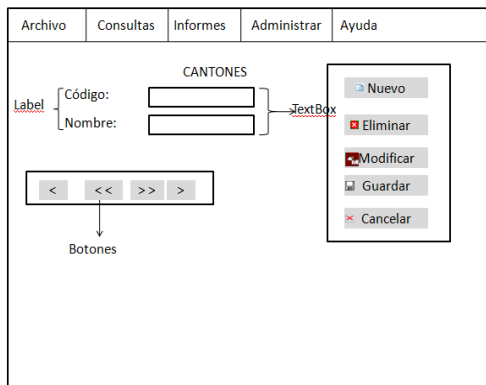 Archivo Consultas Informes Administrar Ayuda
CANTONES
Label Código: TextBox
Nombre:
Nuevo
Eliminar
Modificar
Guardar
Cancelar
< << >> >
Botones